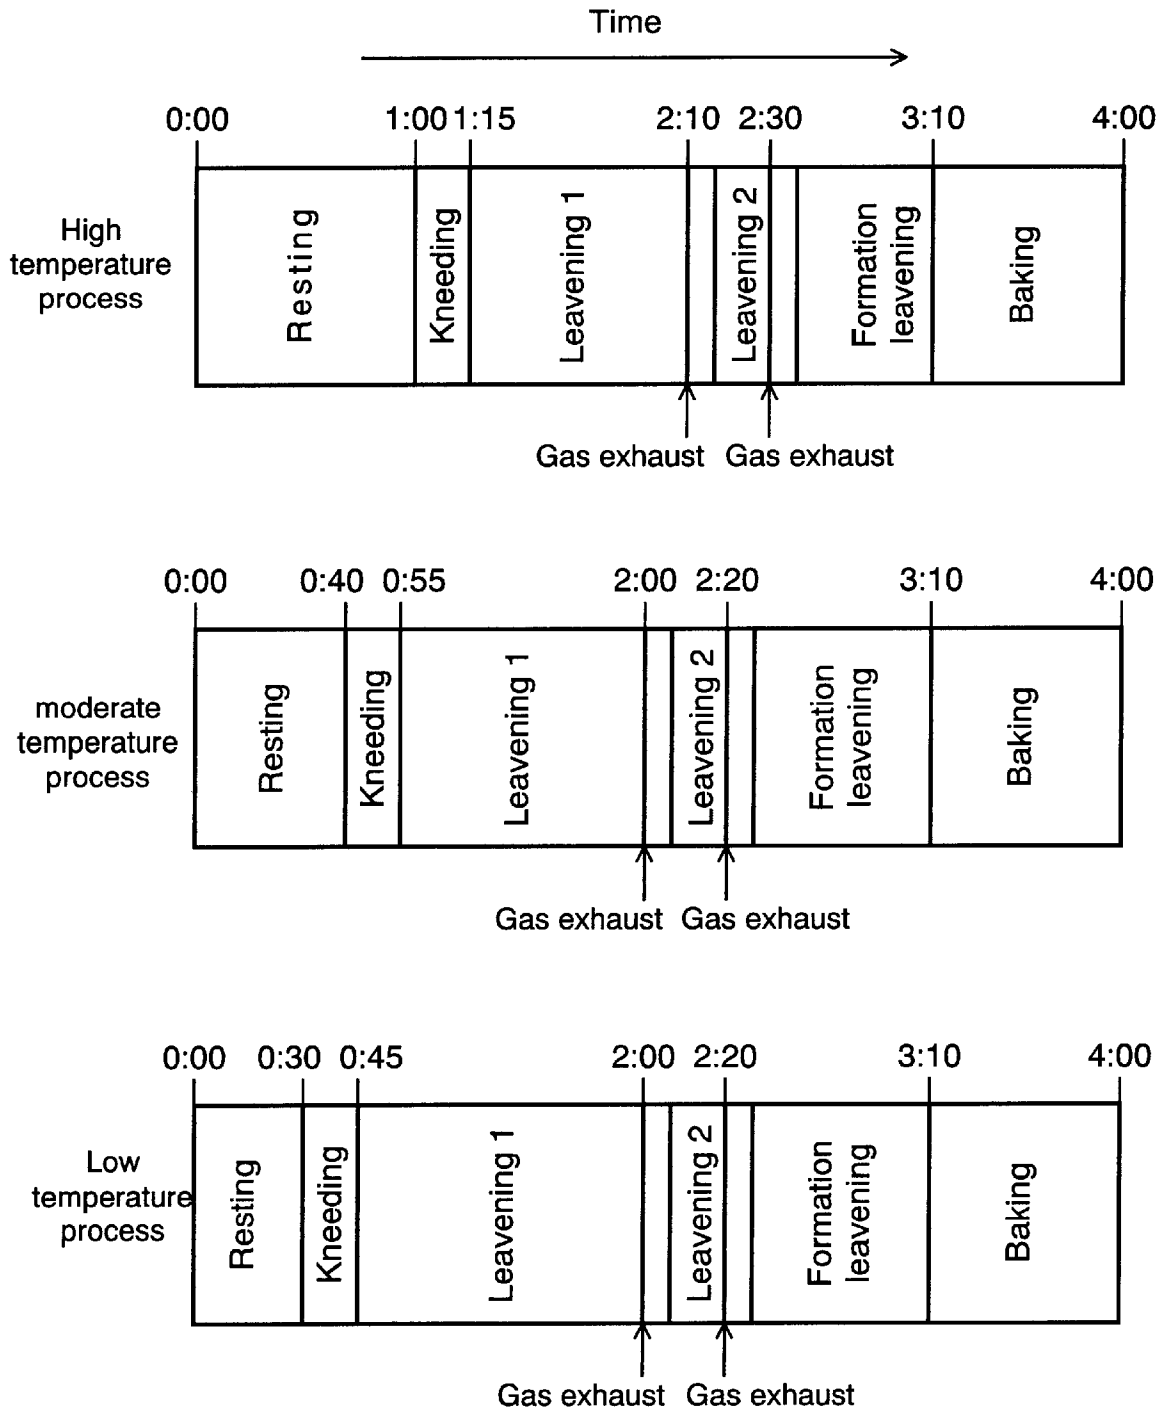 Time
0:00 1:00 1:15 2:10 2:30 3:10 4:00
High
temperature
process
Resting
Kneeding
Leavening 1
Leavening 2
Formation
leavening
Baking
Gas exhaust Gas exhaust
0:00 0:40 0:55 2:00 2:20 3:10 4:00
moderate
temperature
process
Resting
Kneeding
Leavening 1
Leavening 2
Formation
leavening
Baking
Gas exhaust Gas exhaust
0:00 0:30 0:45 2:00 2:20 3:10 4:00
Low
temperature
process
Resting
Kneeding
Leavening 1
Leavening 2
Formation
leavening
Baking
Gas exhaust Gas exhaust